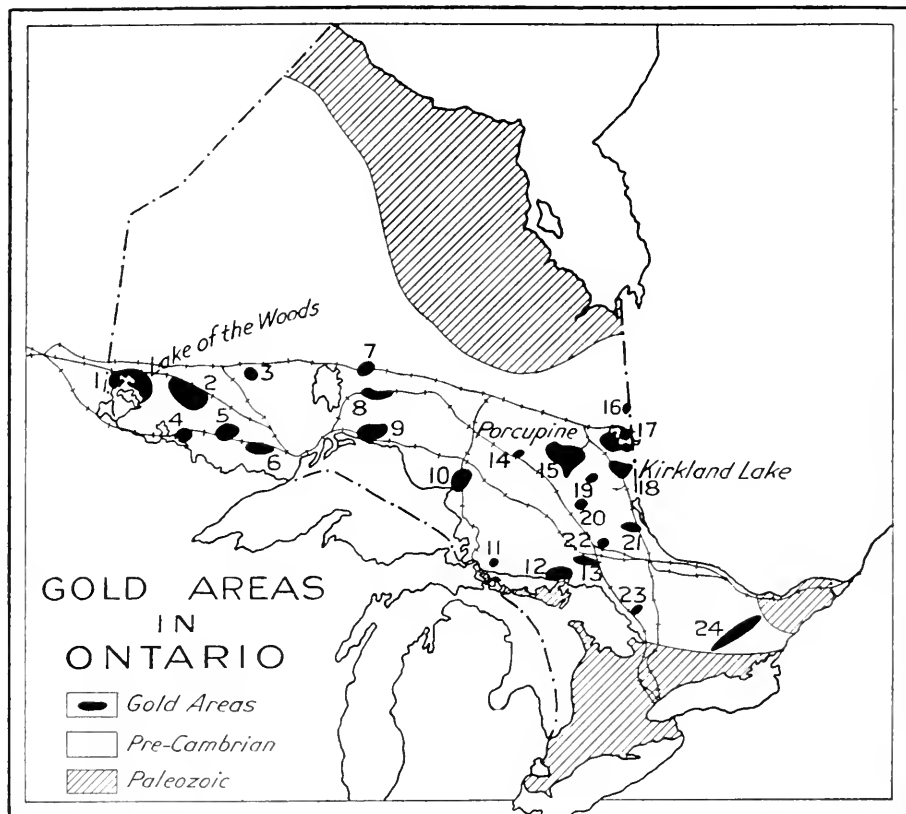 Lake of the Woods
1
2
3
4
5
6
7
8
9
10
11
12
13
14
Porcupine
15
16
17
Kirkland Lake
18
19
20
21
22
23
24
GOLD AREAS
IN
ONTARIO
Gold Areas
Pre-Cambrian
Paleozoic